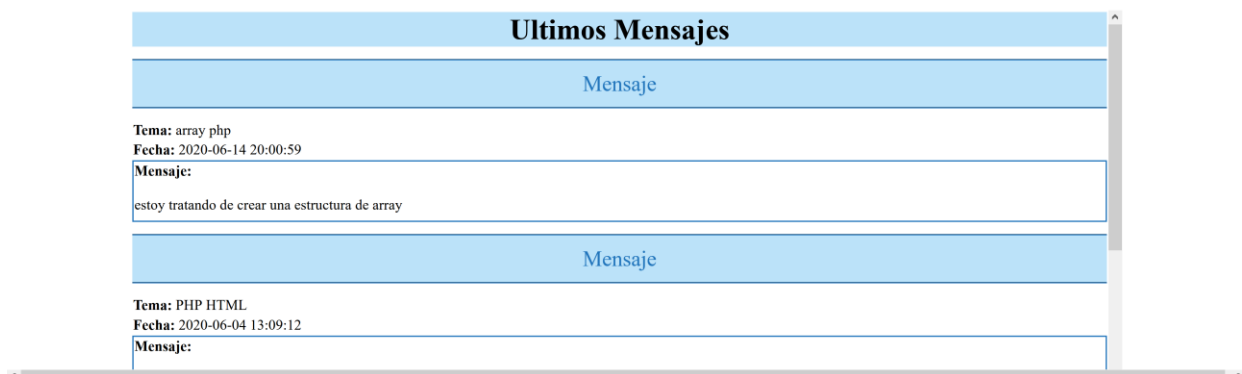 Ultimos Mensajes
Mensaje
Tema: array php
Fecha: 2020-06-14 20:00:59
Mensaje:
estoy tratando de crear una estructura de array
Mensaje
Tema: PHP HTML
Fecha: 2020-06-04 13:09:12
Mensaje: